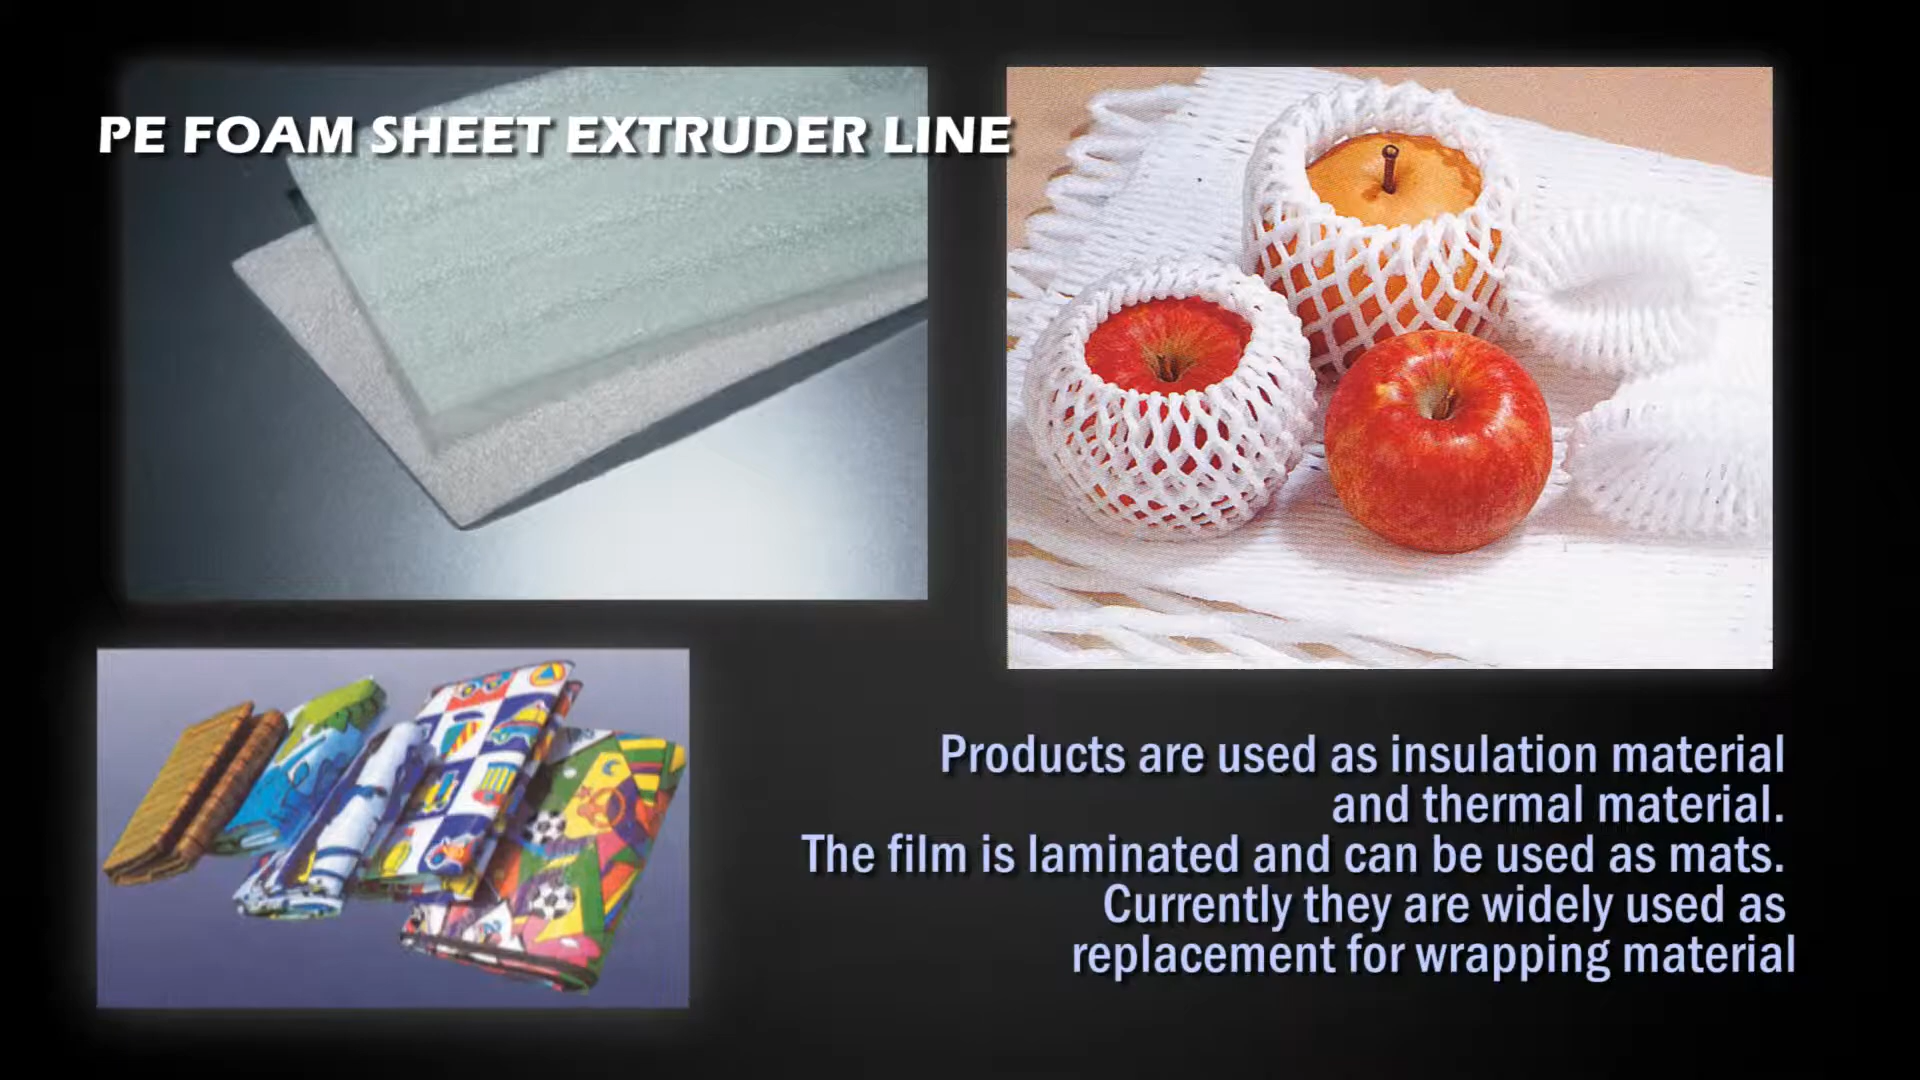 PE FOAM SHEET EXTRUDER LINE
Products are used as insulation material
and thermal material.
The film is laminated and can be used as mats.
Currently they are widely used as
replacement for wrapping material